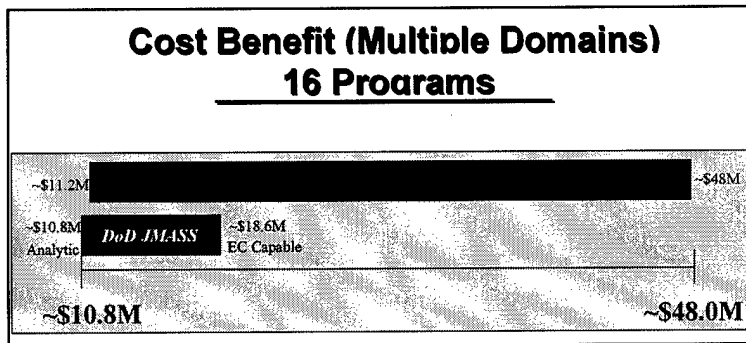 Cost Benefit (Multiple Domains)
16 Programs
~$11.2M
~$48M
~$10.8M
Analytic
DoD JMASS
~$18.6M
EC Capable
~$10.8M
~$48.0M